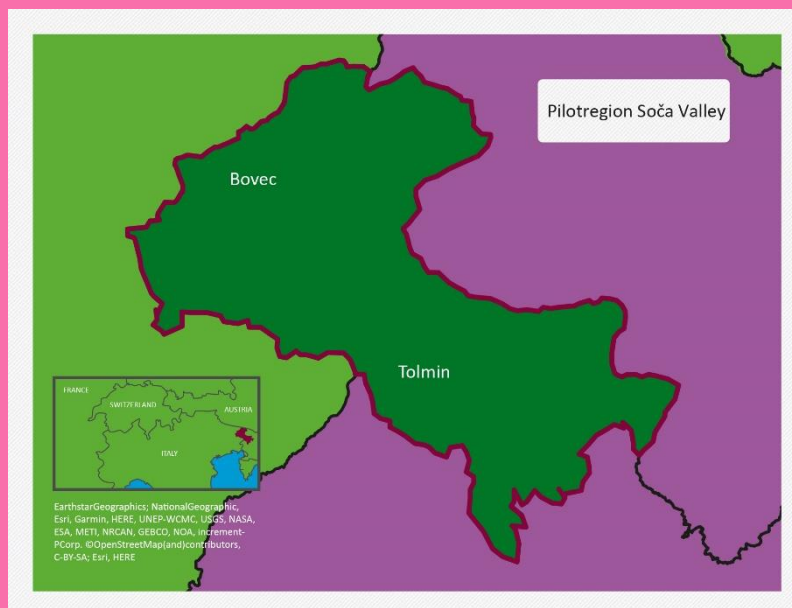 Pilotregion Soča Valley
Bovec
Tolmin
FRANCE
SWITZERLAND
AUSTRIA
ITALY
EarthstarGeographics; NationalGeographic,
Esri, Garmin, HERE, UNEP-WCMC, USGS, NASA,
ESA, METI, NRCAN, GEBCO, NOA, increment-
PCorp. ©OpenStreetMap(and)contributors,
C-BY-SA; Esri, HERE